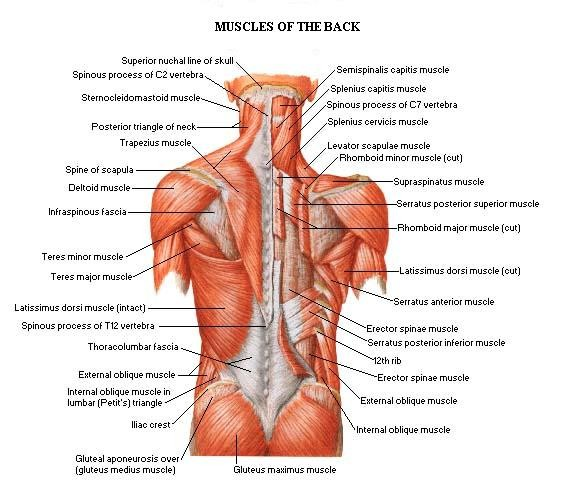 MUSCLES OF THE BACK
Superior nuchal line of skull
Spinous process of C2 vertebra
Sternocleidomastoid muscle
Posterior triangle of neck
Trapezius muscle
Spine of scapula
Deltoid muscle
Infraspinous fascia
Teres minor muscle
Teres major muscle
Latissimus dorsi muscle (intact)
Spinous process of T12 vertebra
Thoracolumbar fascia
External oblique muscle
Internal oblique muscle in
lumbar (Petit's) triangle
Iliac crest
Gluteal aponeurosis over
(gluteus medius muscle)
Semispinalis capitis muscle
Splenius capitis muscle
Spinous process of C7 vertebra
Splenius cervicis muscle
Levator scapulae muscle
Rhomboid minor muscle (cut)
Supraspinatus muscle
Serratus posterior superior muscle
Rhomboid major muscle (cut)
Latissimus dorsi muscle (cut)
Serratus anterior muscle
Erector spinae muscle
Serratus posterior inferior muscle
12th rib
Erector spinae muscle
External oblique muscle
Internal oblique muscle
Gluteus maximus muscle